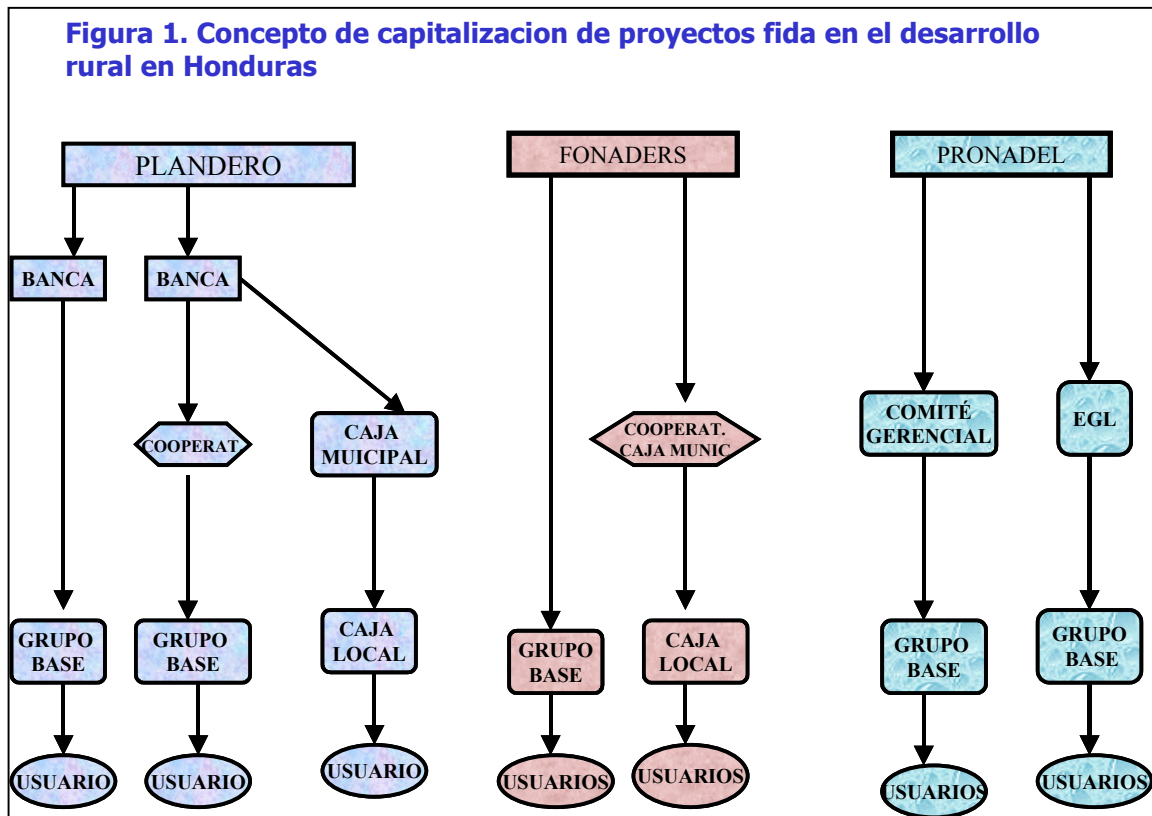 Figura 1. Concepto de capitalizacion de proyectos fida en el desarrollo
rural en Honduras
PLANDERO
FONADERS
PRONADEL
BANCA
BANCA
COOPERAT.
CAJA
MUICIPAL
COOPERAT.
CAJA MUNIC.
COMITÉ
GERENCIAL
EGL
GRUPO
BASE
GRUPO
BASE
CAJA
LOCAL
GRUPO
BASE
CAJA
LOCAL
GRUPO
BASE
GRUPO
BASE
USUARIO
USUARIO
USUARIO
USUARIOS
USUARIOS
USUARIOS
USUARIOS